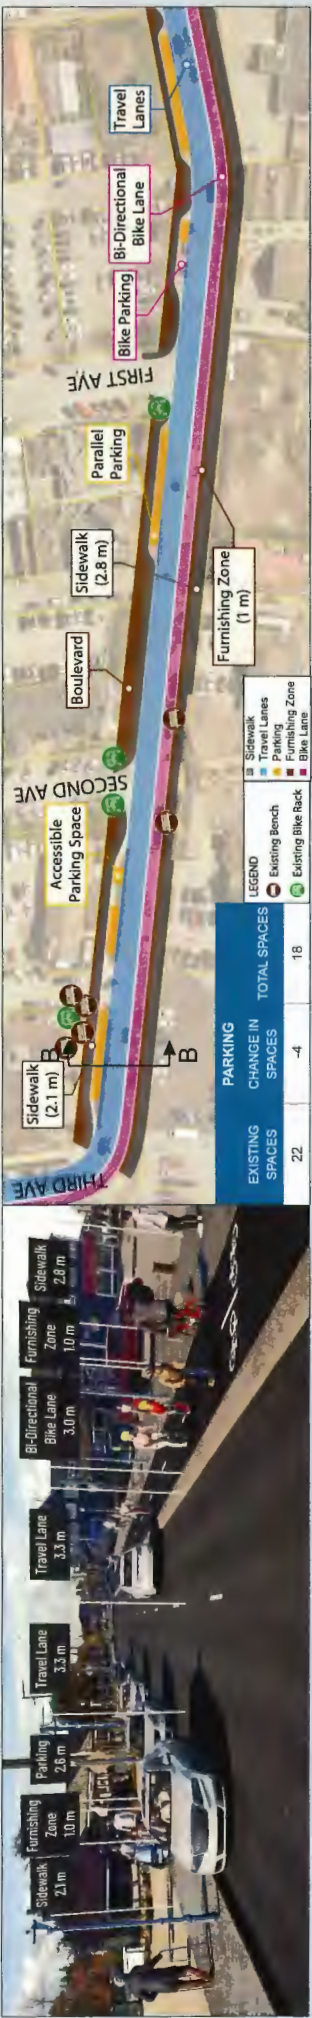 Sidewalk
2.1 m
Furnishing
Zone
1.0 m
Parking
2.6 m
Travel Lane
3.3 m
Travel Lane
3.3 m
Bi-Directional
Bike Lane
3.0 m
Furnishing
Zone
1.0 m
Sidewalk
2.8 m
THIRD AVE
Sidewalk
(2.1 m)
B
B
Accessible
Parking Space
SECOND AVE
Boulevard
Sidewalk
(2.8 m)
Parallel
Parking
FIRST AVE
Bike Parking
Bi-Directional
Bike Lane
Travel
Lanes
Furnishing Zone
(1 m)
PARKING
EXISTING
SPACES
CHANGE IN
SPACES
TOTAL SPACES
22
-4
18
LEGEND
Existing Bench
Existing Bike Rack
Sidewalk
Travel Lanes
Parking
Furnishing Zone
Bike Lane